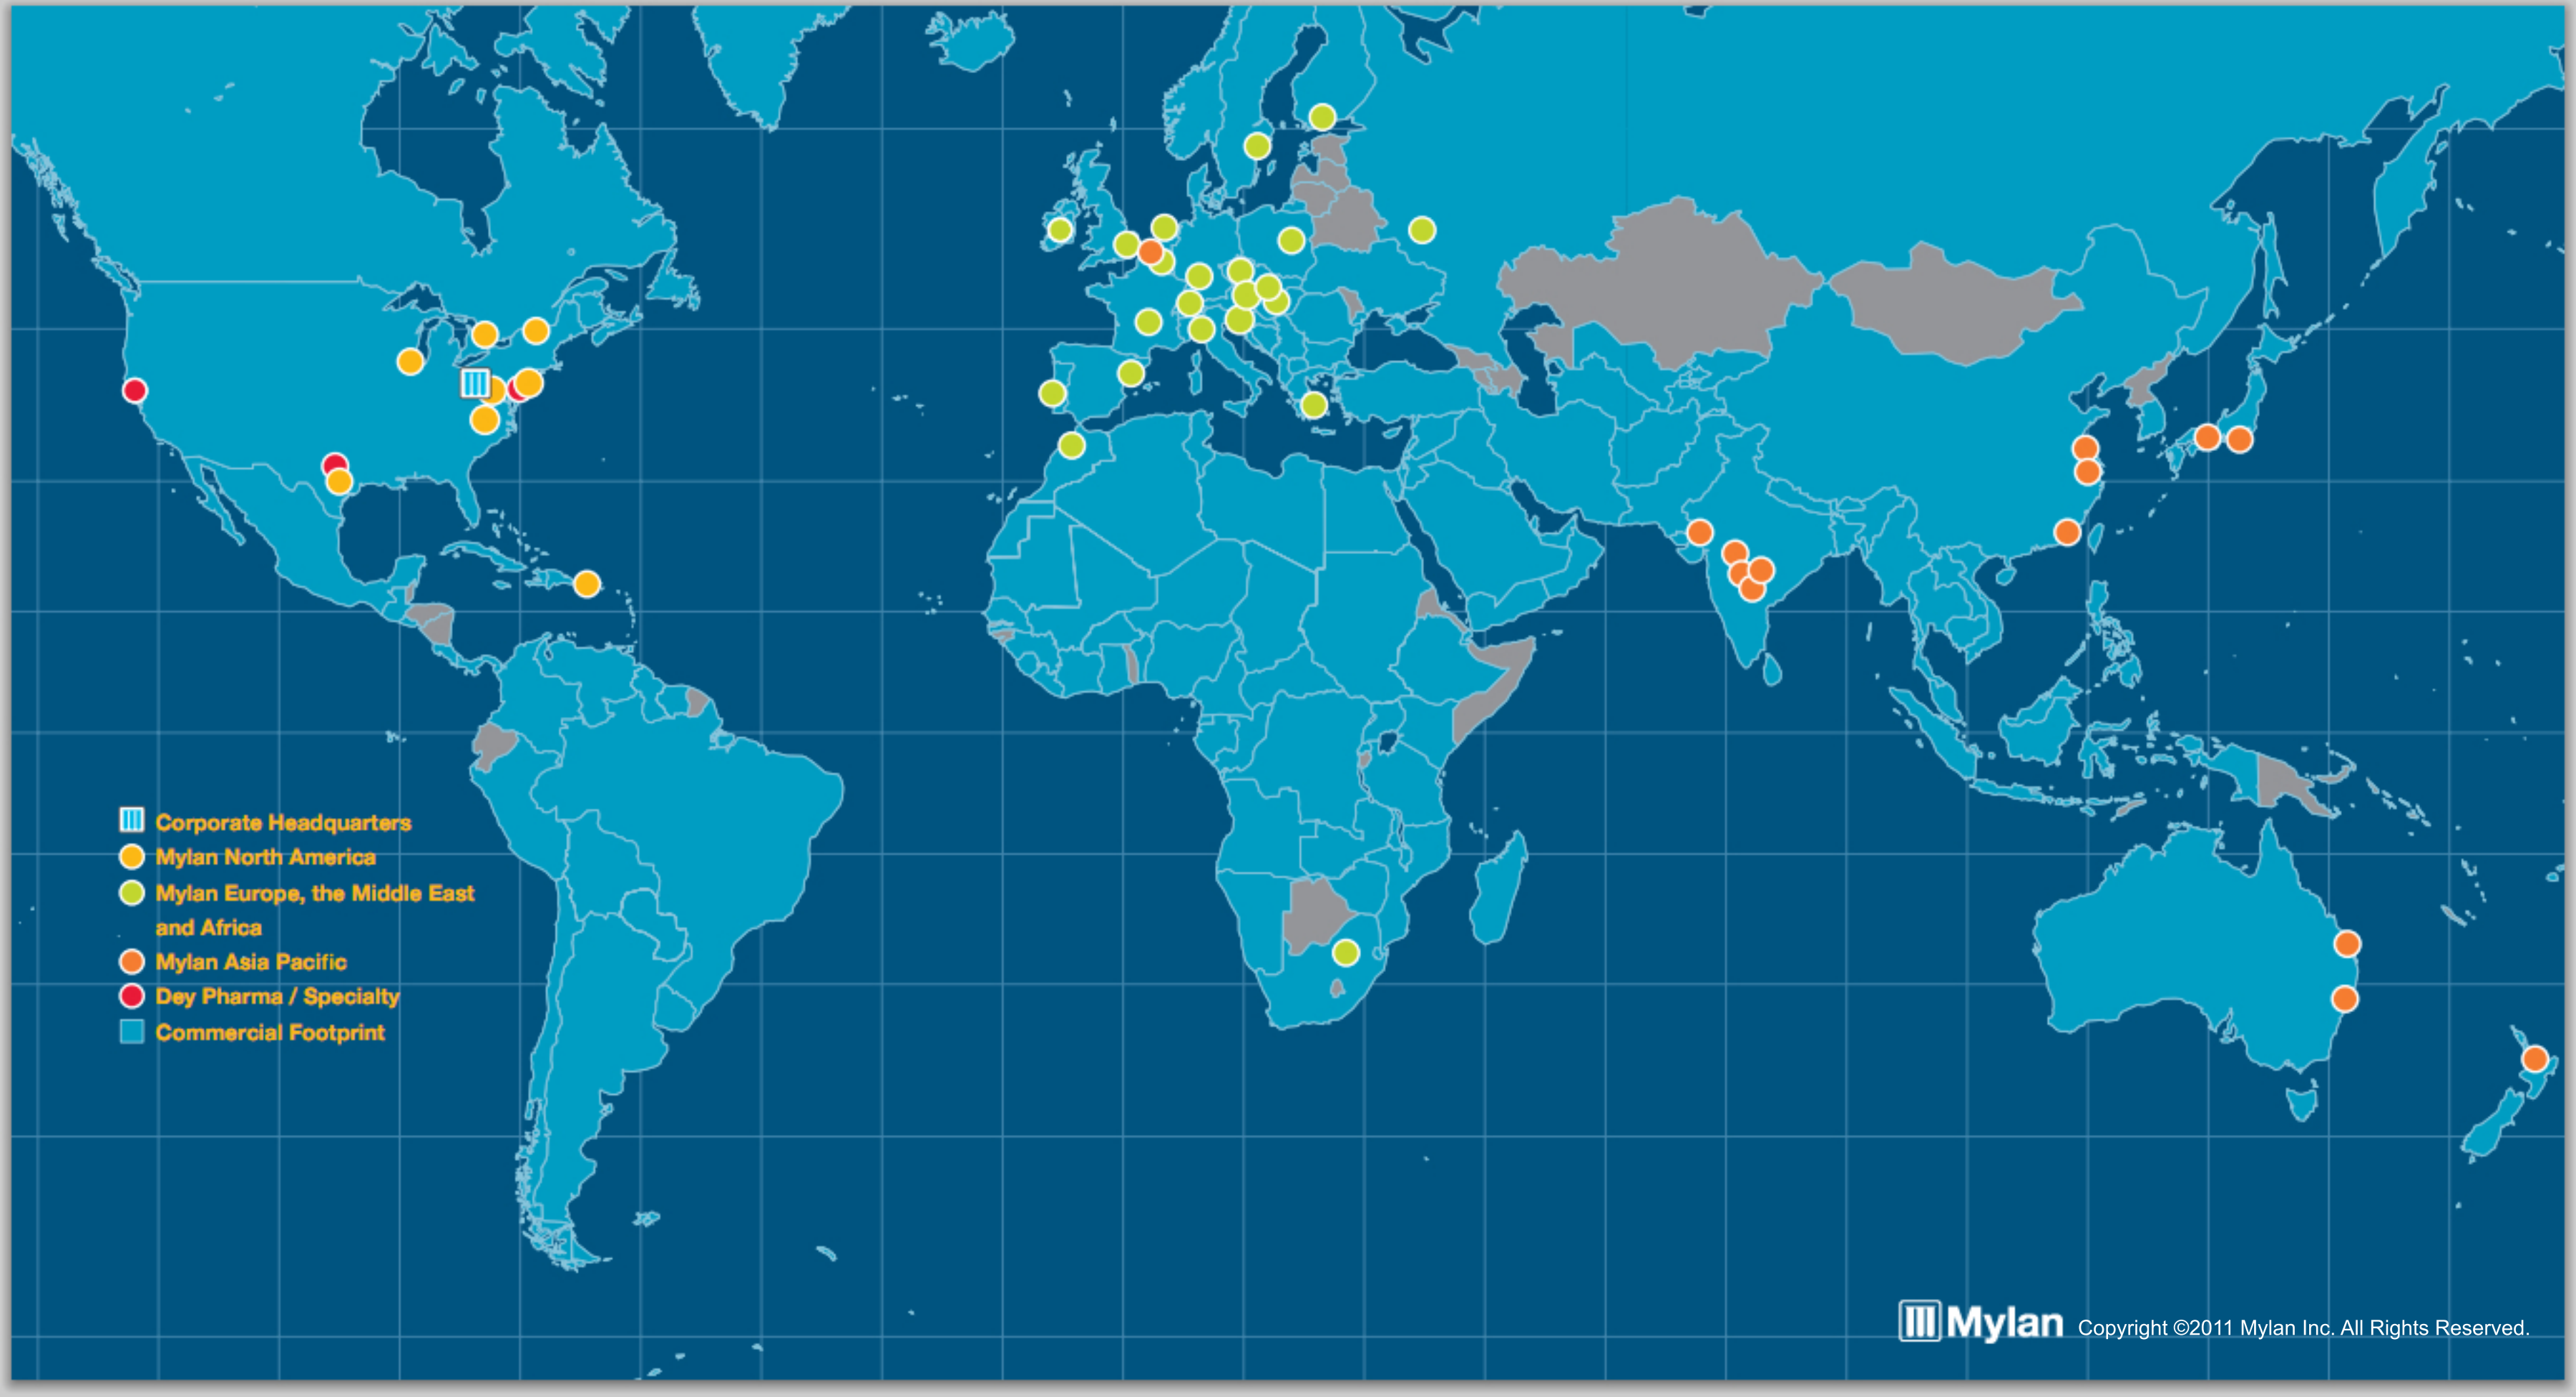 Corporate Headquarters
Mylan North America
Mylan Europe, the Middle East
and Africa
Mylan Asia Pacific
Dey Pharma / Specialty
Commercial Footprint
Mylan Copyright ©2011 Mylan Inc. All Rights Reserved.